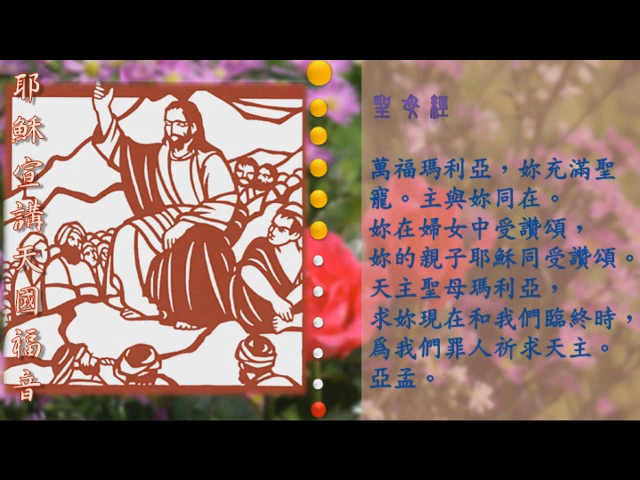 耶穌宣講天國福音
聖母經
萬福瑪利亞，妳充滿聖
寵。主與妳同在。
妳在婦女中受讚頌，
妳的親子耶穌同受讚頌。
天主聖母瑪利亞，
求妳現在和我們臨終時，
為我們罪人祈求天主。
亞孟。